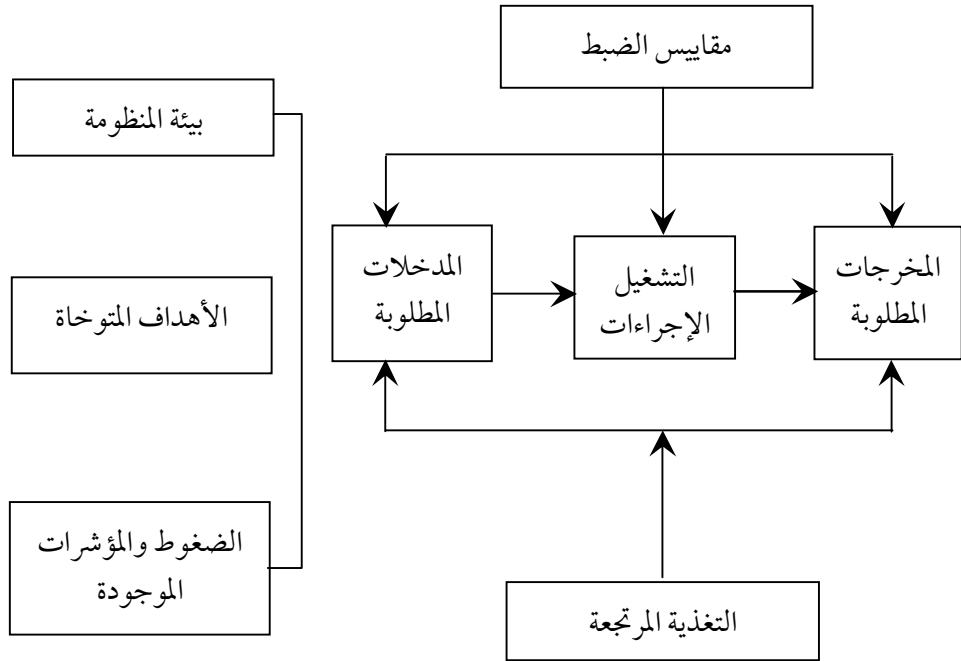 مقاييس الضبط
بيئة المنظومة
المدخلات
المطلوبة
التشغيل
الإجراءات
المخرجات
المطلوبة
الأهداف المتوخاة
الضغوط والمؤشرات
الموجودة
التغذية المرتجعة